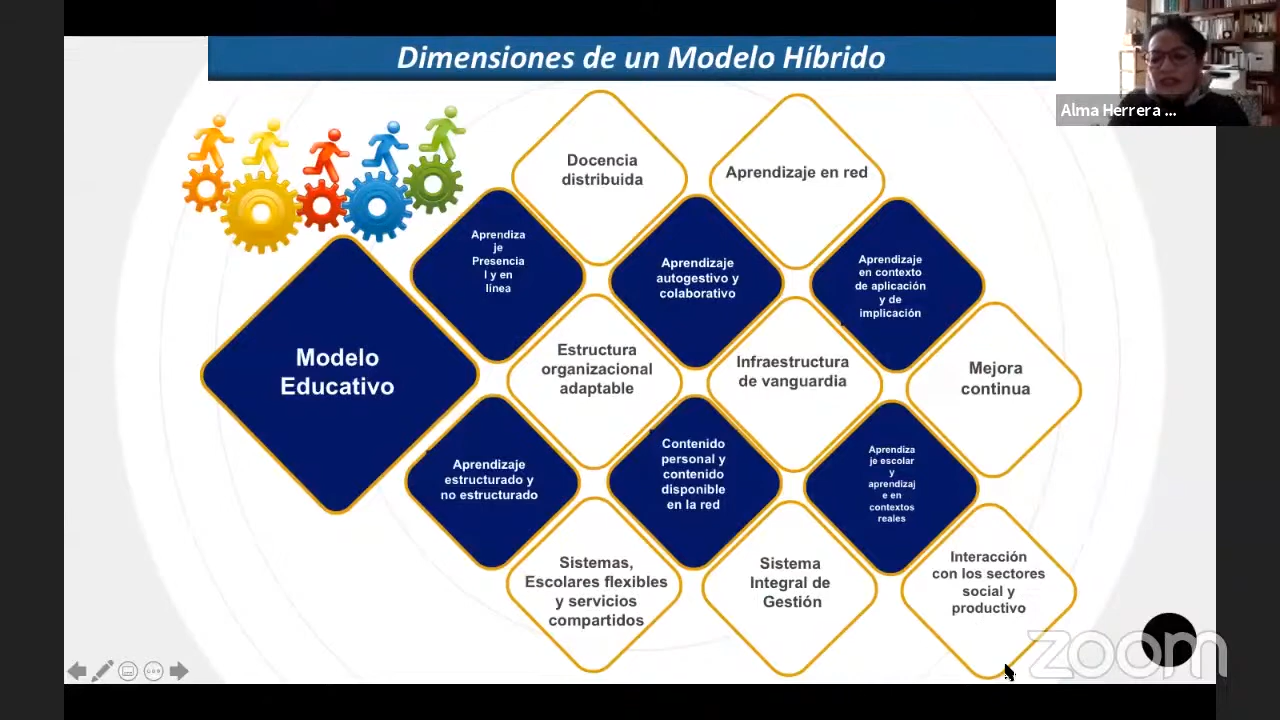 Dimensiones de un Modelo Híbrido
Alma Herrera ...
Docencia
distribuida
Aprendizaje en red
Aprendiza
je
Presencia
l y en
línea
Aprendizaje
autogestivo y
colaborativo
Aprendizaje
en contexto
de aplicación
y de
implicación
Modelo
Educativo
Estructura
organizacional
adaptable
Infraestructura
de vanguardia
Mejora
continua
Aprendizaje
estructurado y
no estructurado
Contenido
personal y
contenido
disponible
en la red
Aprendiza
je escolar
y
aprendizaj
e en
contextos
reales
Sistemas,
Escolares flexibles
y servicios
compartidos
Sistema
Integral de
Gestión
Interacción
con los sectores
social y
productivo
zoom